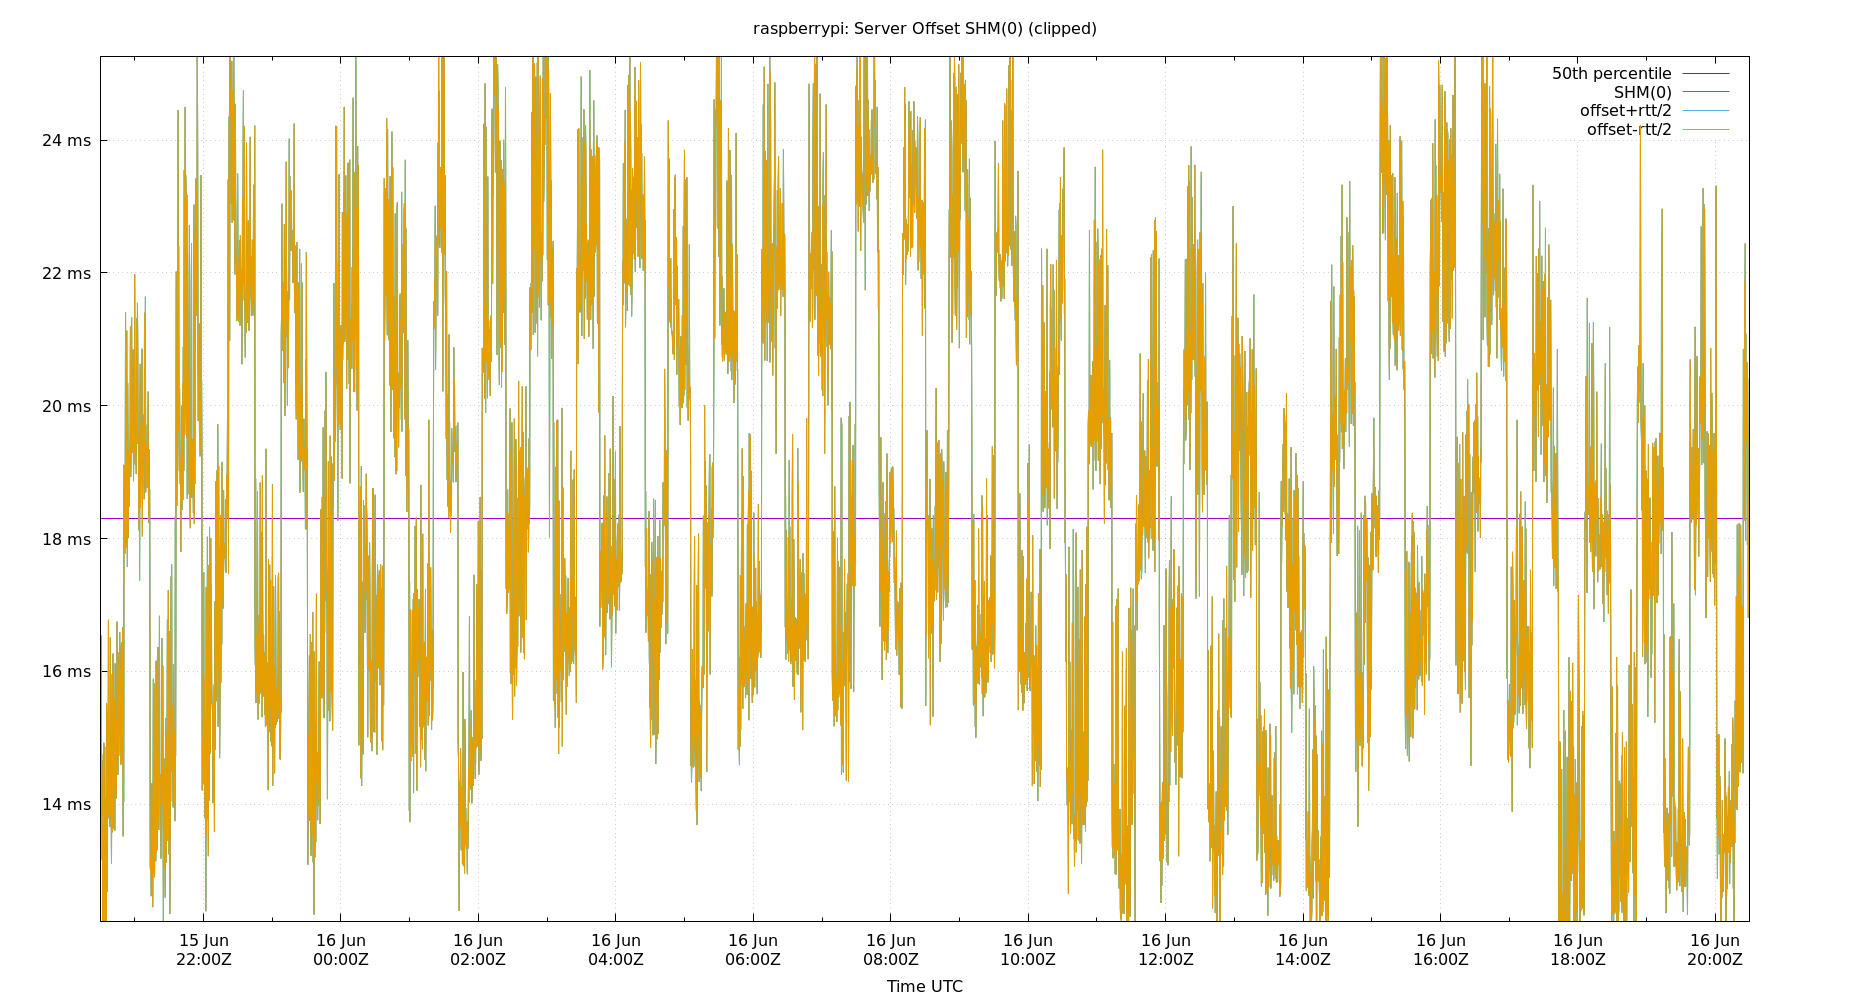 raspberrypi: Server Offset SHM(0) (clipped)
50th percentile
SHM(0)
offset+rtt/2
offset-rtt/2
24 ms
22 ms
20 ms
18 ms
16 ms
14 ms
15 Jun 16 Jun 16 Jun 16 Jun 16 Jun 16 Jun 16 Jun 16 Jun 16 Jun 16 Jun 16 Jun 16 Jun
22:00Z 00:00Z 02:00Z 04:00Z 06:00Z 08:00Z 10:00Z 12:00Z 14:00Z 16:00Z 18:00Z 20:00Z
Time UTC